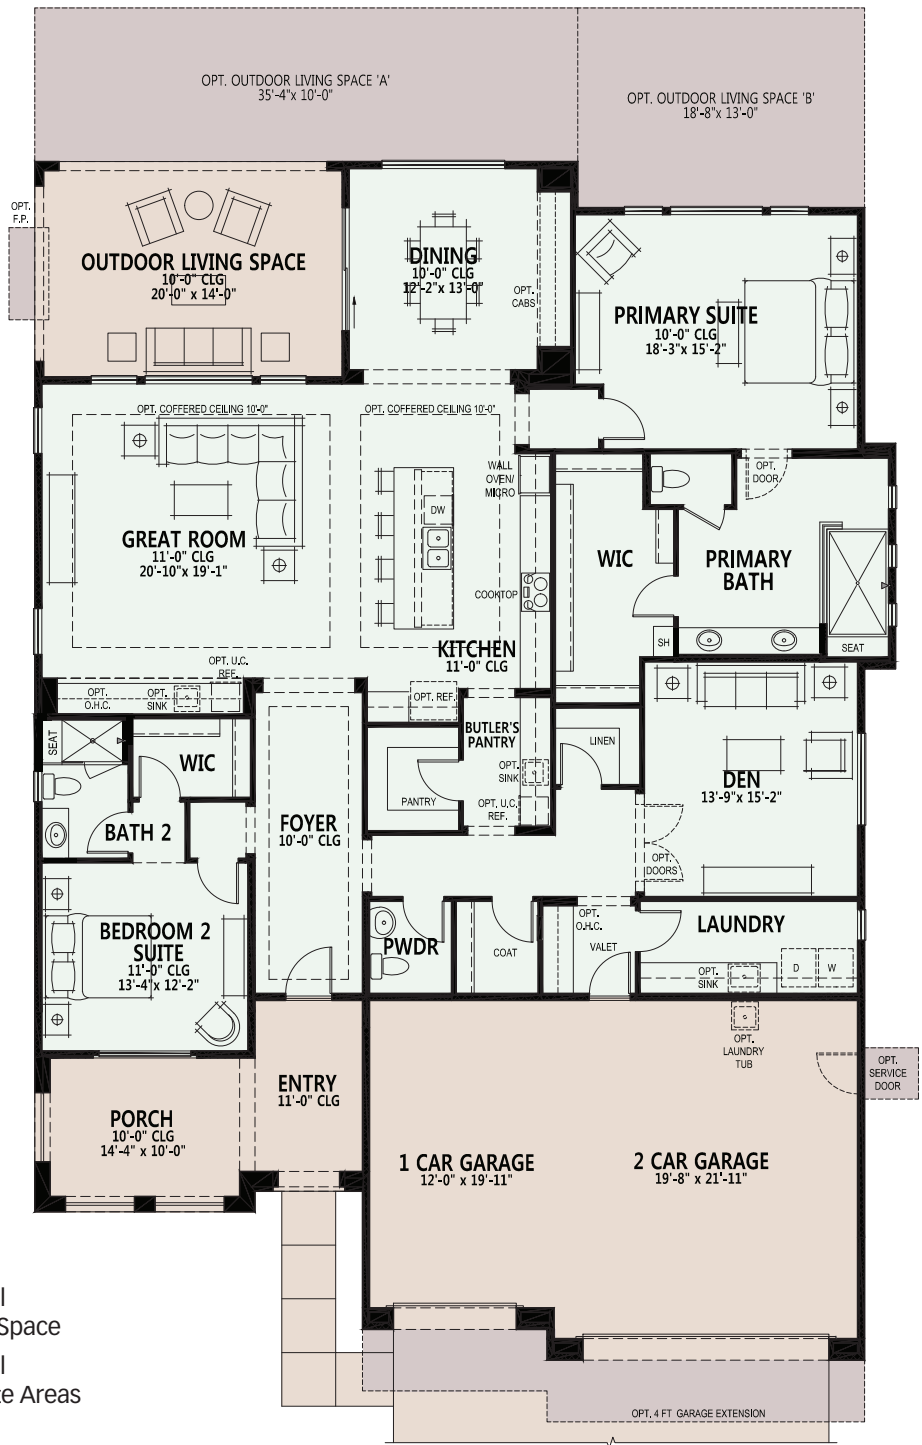 OPT. OUTDOOR LIVING SPACE 'A'
35'-4"x 10'-0"
OPT. OUTDOOR LIVING SPACE 'B'
18'-8"x 13'-0"
OPT.
F.P.
OUTDOOR LIVING SPACE
10'-0" CLG
20'-0" x 14'-0"
DINING
10'-0" CLG
12'-2"x 13'-0"
OPT.
CABS
PRIMARY SUITE
10'-0" CLG
18'-3"x 15'-2"
OPT. COFFERED CEILING 10'-0"
OPT. COFFERED CEILING 10'-0"
WALL
OVEN/
MICRO
OPT.
DOOR
DW
GREAT ROOM
11'-0" CLG
20'-10"x 19'-1"
WIC
PRIMARY
BATH
COOKTOP
KITCHEN
11'-0" CLG
SH
SEAT
OPT. U.C.
REF.
OPT.
O.H.C.
OPT.
SINK
OPT. REF.
SEAT
WIC
BUTLER'S
PANTRY
LINEN
OPT.
SINK
DEN
13'-9"x 15'-2"
PANTRY
OPT. U.C.
REF.
BATH 2
FOYER
10'-0" CLG
OPT.
DOORS
BEDROOM 2
SUITE
11'-0" CLG
13'-4" x 12'-2"
PWDR
COAT
OPT.
O.H.C.
VALET
LAUNDRY
OPT.
SINK
D
W
OPT.
LAUNDRY
TUB
OPT.
SERVICE
DOOR
ENTRY
11'-0" CLG
PORCH
10'-0" CLG
14'-4" x 10'-0"
1 CAR GARAGE
12'-0" x 19'-11"
2 CAR GARAGE
19'-8" x 21'-11"
l
Space
l
te Areas
OPT. 4 FT GARAGE EXTENSION